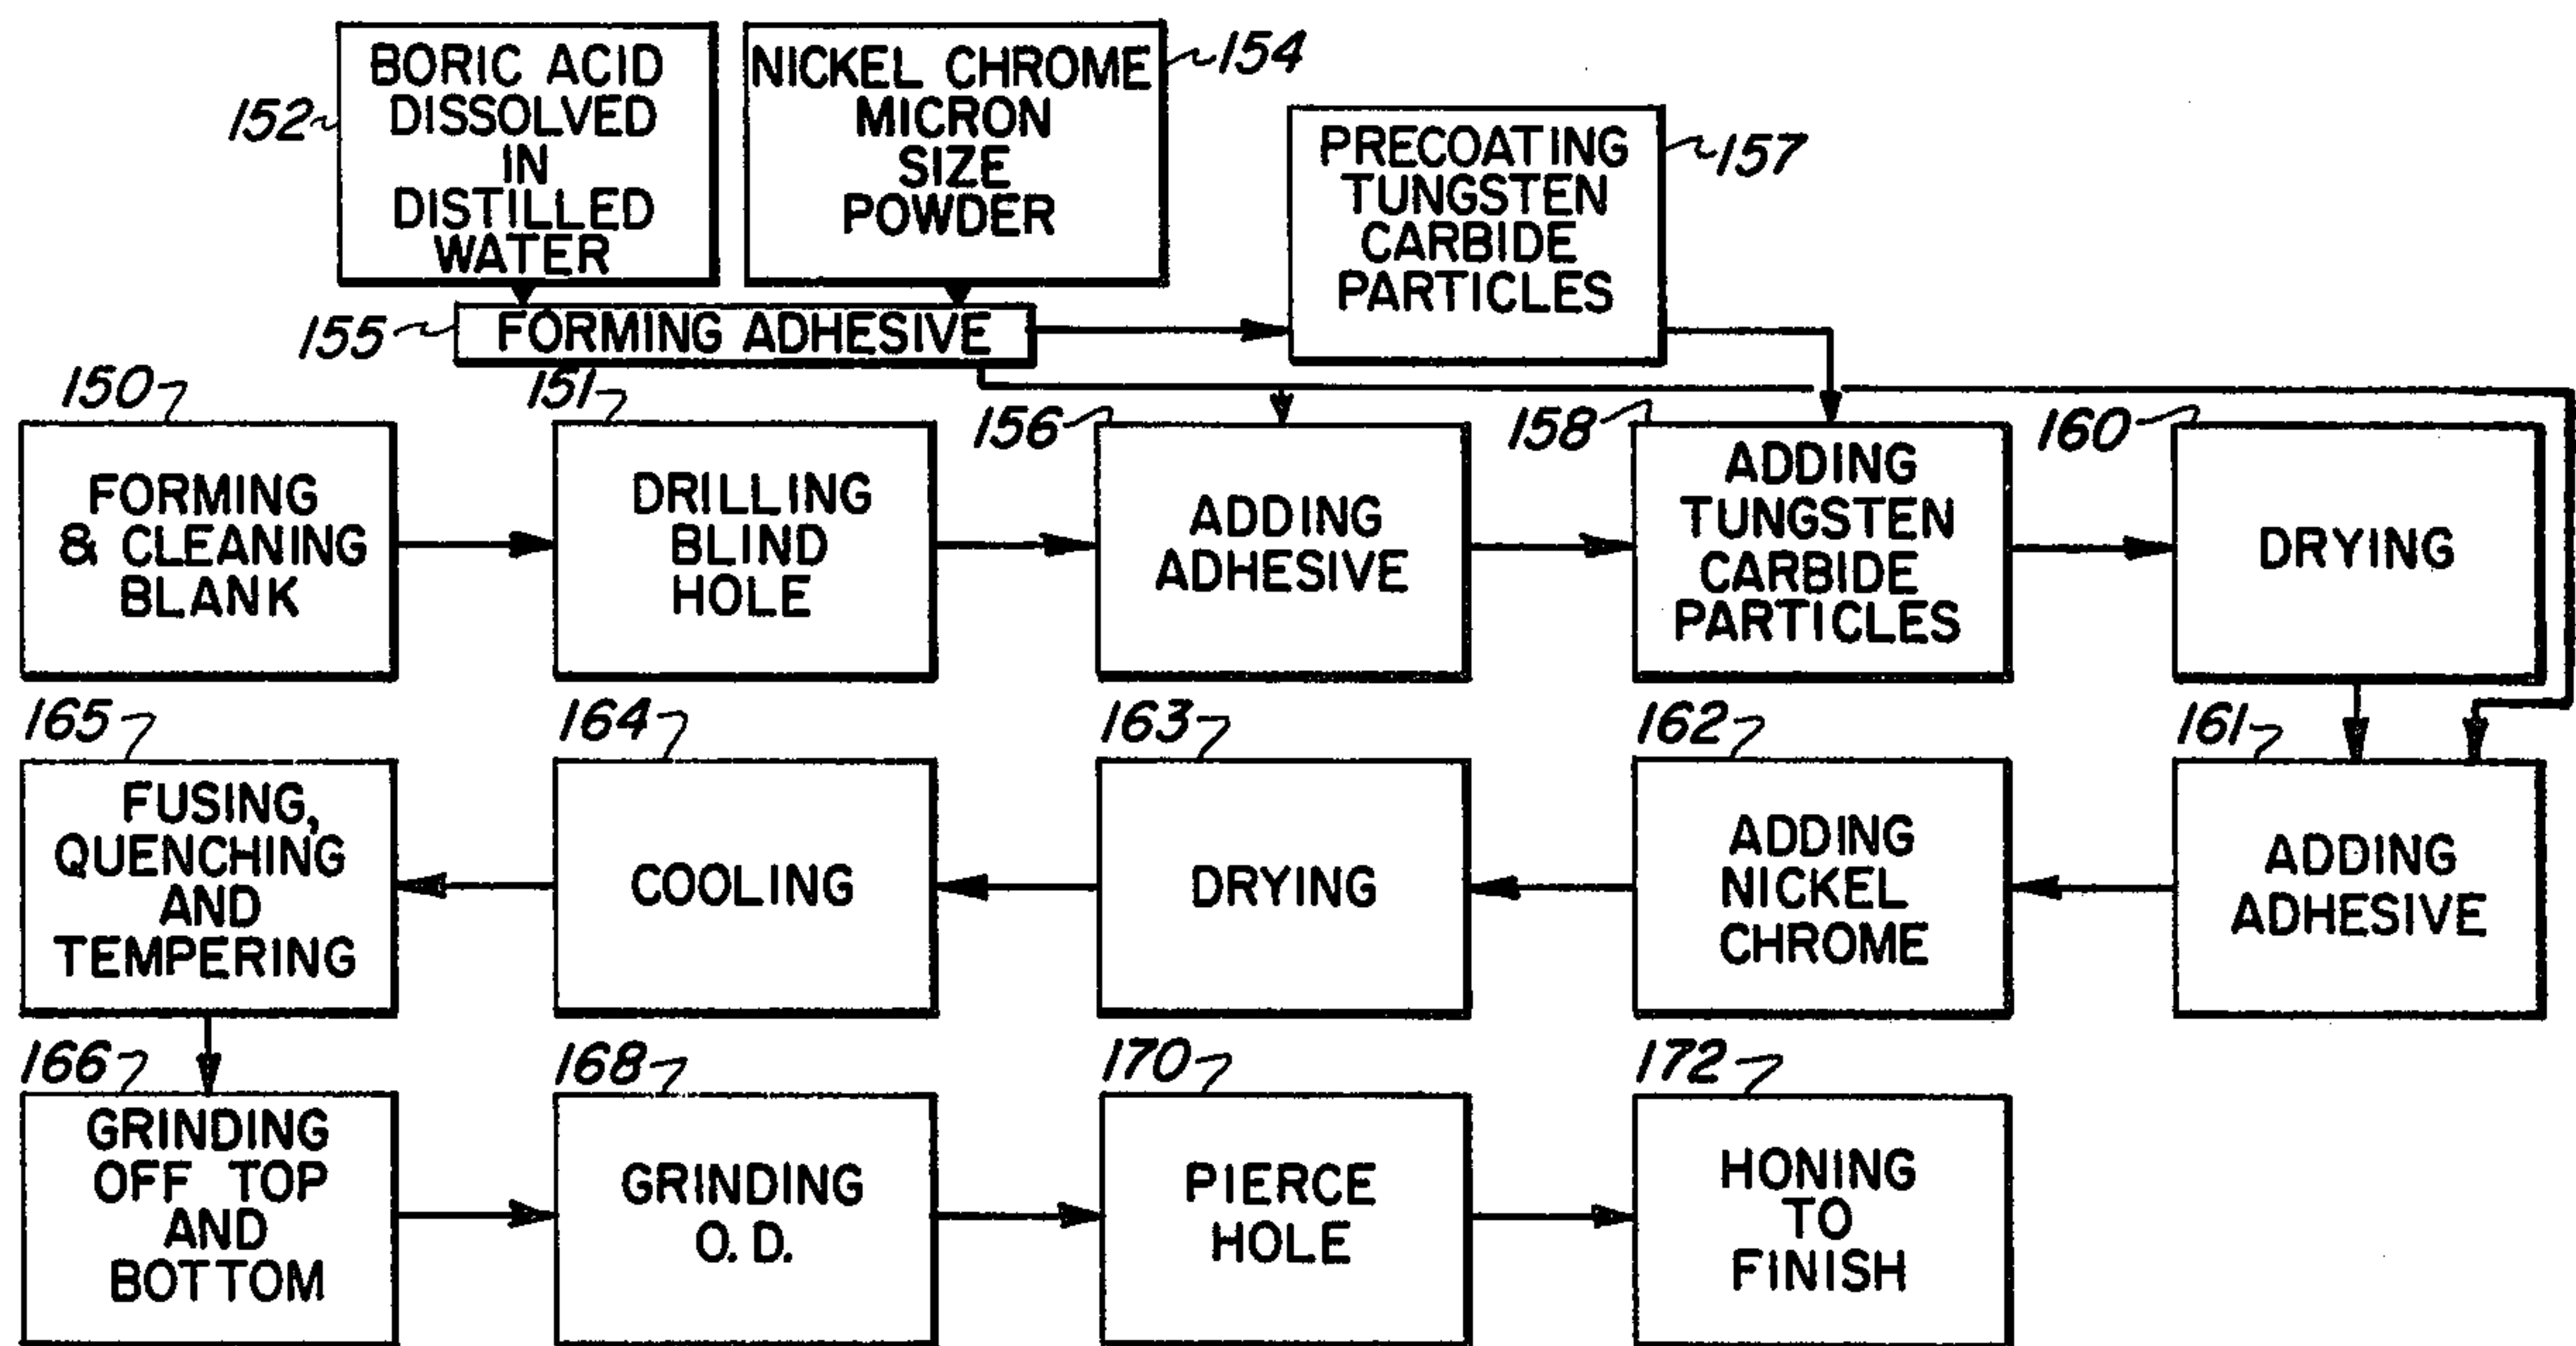 BORIC ACID
DISSOLVED
IN
DISTILLED
WATER
152
NICKEL CHROME
MICRON
SIZE
POWDER
154
PRECOATING
TUNGSTEN
CARBIDE
PARTICLES
157
155
FORMING ADHESIVE
150
FORMING
& CLEANING
BLANK
151
DRILLING
BLIND
HOLE
156
ADDING
ADHESIVE
158
ADDING
TUNGSTEN
CARBIDE
PARTICLES
160
DRYING
165
FUSING,
QUENCHING
AND
TEMPERING
164
COOLING
163
DRYING
162
ADDING
NICKEL
CHROME
161
ADDING
ADHESIVE
166
GRINDING
OFF TOP
AND
BOTTOM
168
GRINDING
O. D.
170
PIERCE
HOLE
172
HONING
TO
FINISH